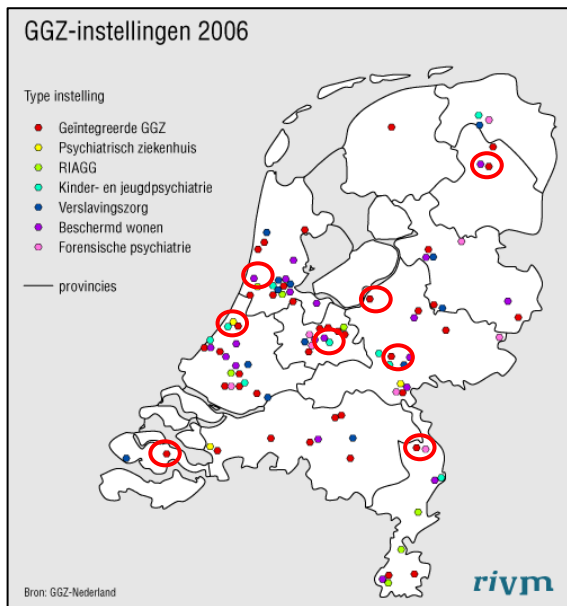 GGZ-instellingen 2006
Type instelling
Geïntegreerde GGZ
Psychiatrisch ziekenhuis
RIAGG
Kinder- en jeugdpsychiatrie
Verslavingszorg
Beschermd wonen
Forensische psychiatrie
provincies
Bron: GGZ-Nederland
rivm